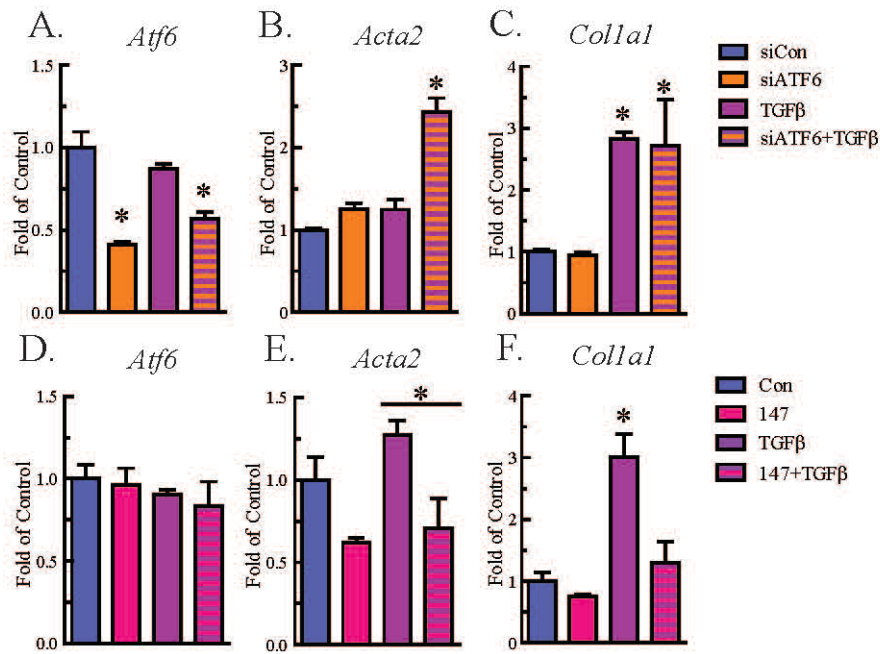 A. Atf6
B. Acta2
C. Col1a1
Fold of Control
1.5
1.0
0.5
0.0
*
*
Fold of Control
3
2
1
0
*
Fold of Control
4
3
2
1
0
*
*
siCon
siATF6
TGFβ
siATF6+TGFβ
D. Atf6
E. Acta2
F. Col1a1
Fold of Control
1.5
1.0
0.5
0.0
Fold of Control
1.5
1.0
0.5
0.0
*
Fold of Control
4
3
2
1
0
*
Con
147
TGFβ
147+TGFβ